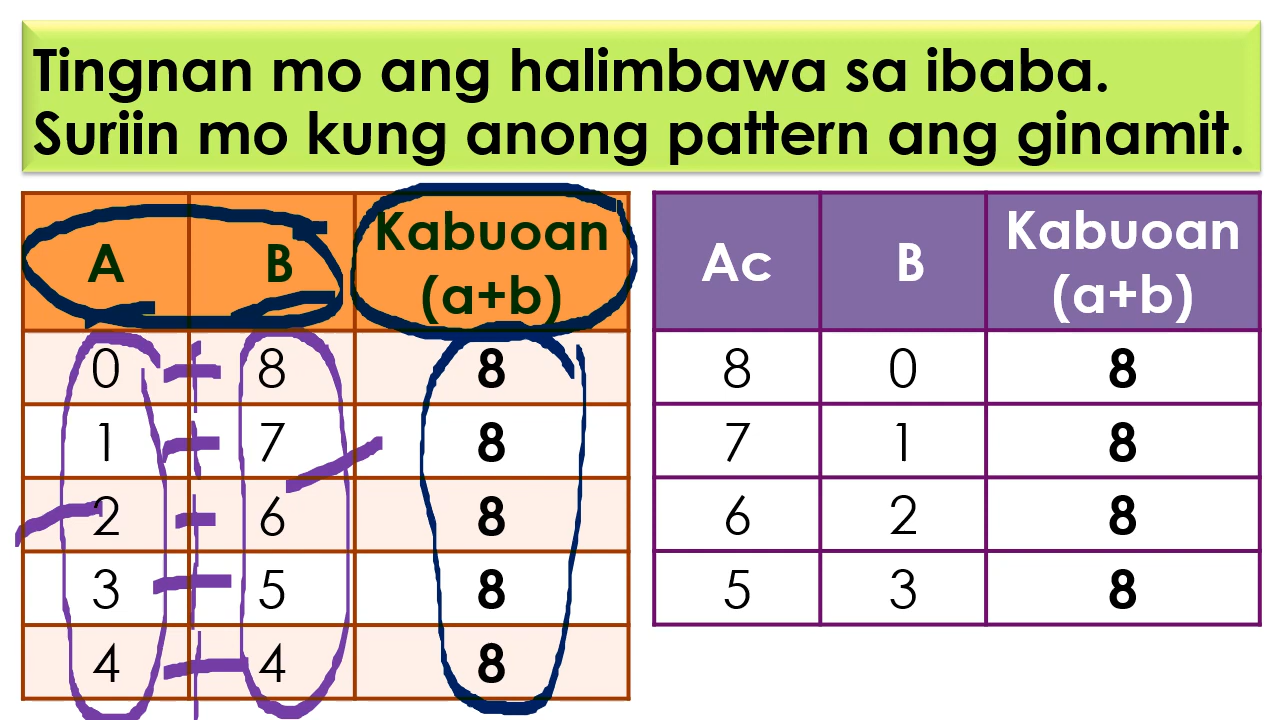 Tingnan mo ang halimbawa sa ibaba.
Suriin mo kung anong pattern ang ginamit.
A B Kabuoan
(a+b)
0 + 8 8
1 + 7 8
2 + 6 8
3 + 5 8
4 + 4 8
Ac B Kabuoan
(a+b)
8 0 8
7 1 8
6 2 8
5 3 8